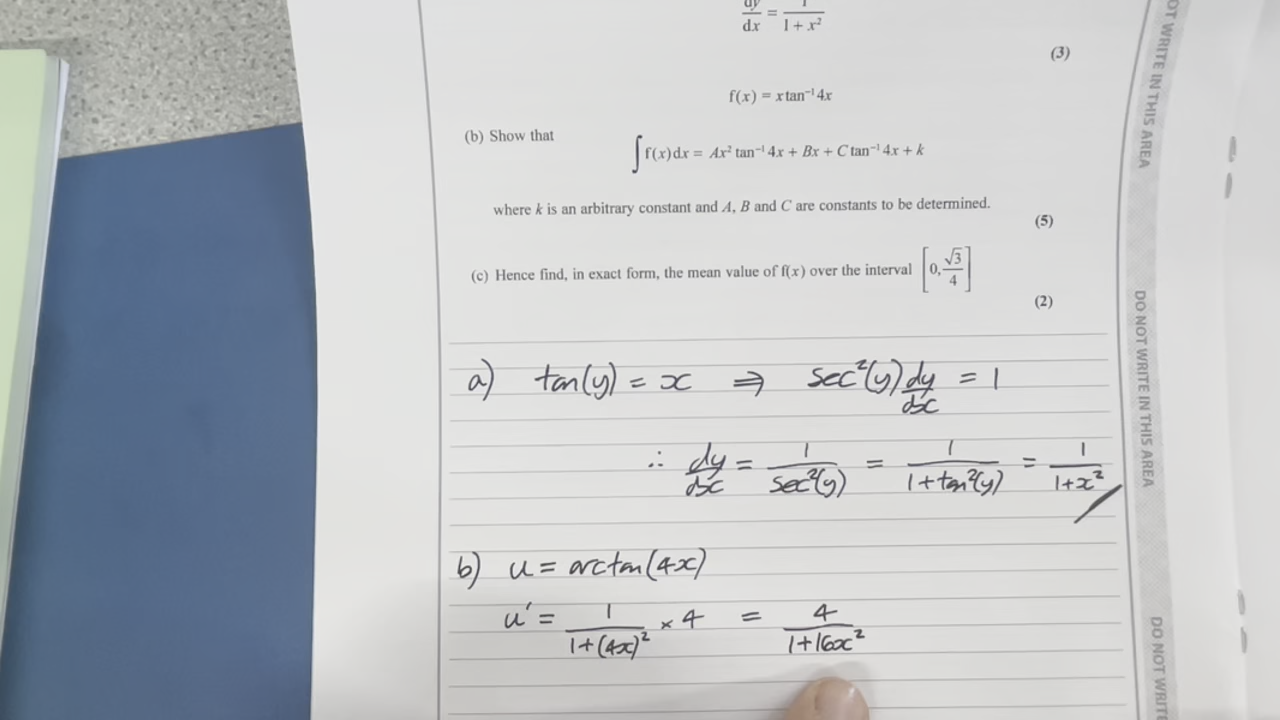 dy/dx = 1/(1 + x²)
(3)
f(x) = x tan⁻¹ 4x
(b) Show that
∫ f(x) dx = Ax² tan⁻¹ 4x + Bx + C tan⁻¹ 4x + k
where k is an arbitrary constant and A, B and C are constants to be determined.
(5)
(c) Hence find, in exact form, the mean value of f(x) over the interval [0, √3/4]
(2)
a) tan(y) = x ⇒ sec²(y) dy/dx = 1
∴ dy/dx = 1/sec²(y) = 1/(1+tan²(y)) = 1/(1+x²)
b) u = arctan(4x)
u' = 1/(1+(4x)²) × 4 = 4/(1+16x²)
OT WRITE IN THIS AREA
DO NOT WRITE IN THIS AREA
DO NOT WRITE